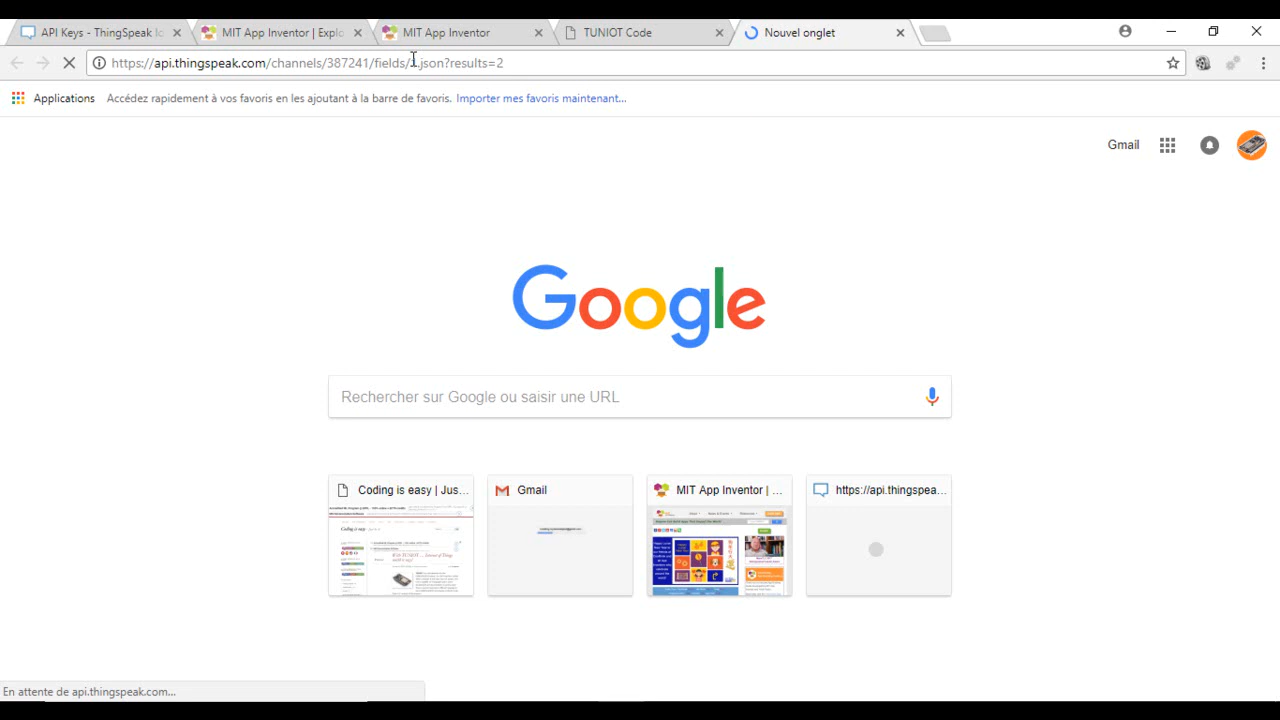 API Keys - ThingSpeak Io
MIT App Inventor | Explo
MIT App Inventor
TUNIOT Code
Nouvel onglet
https://api.thingspeak.com/channels/387241/fields/ .json?results=2
Applications
Accédez rapidement à vos favoris en les ajoutant à la barre de favoris. Importer mes favoris maintenant...
Gmail
Google
Rechercher sur Google ou saisir une URL
Coding is easy | Jus...
Gmail
MIT App Inventor | ...
https://api.thingspea...
Coding is easy
En attente de api.thingspeak.com...